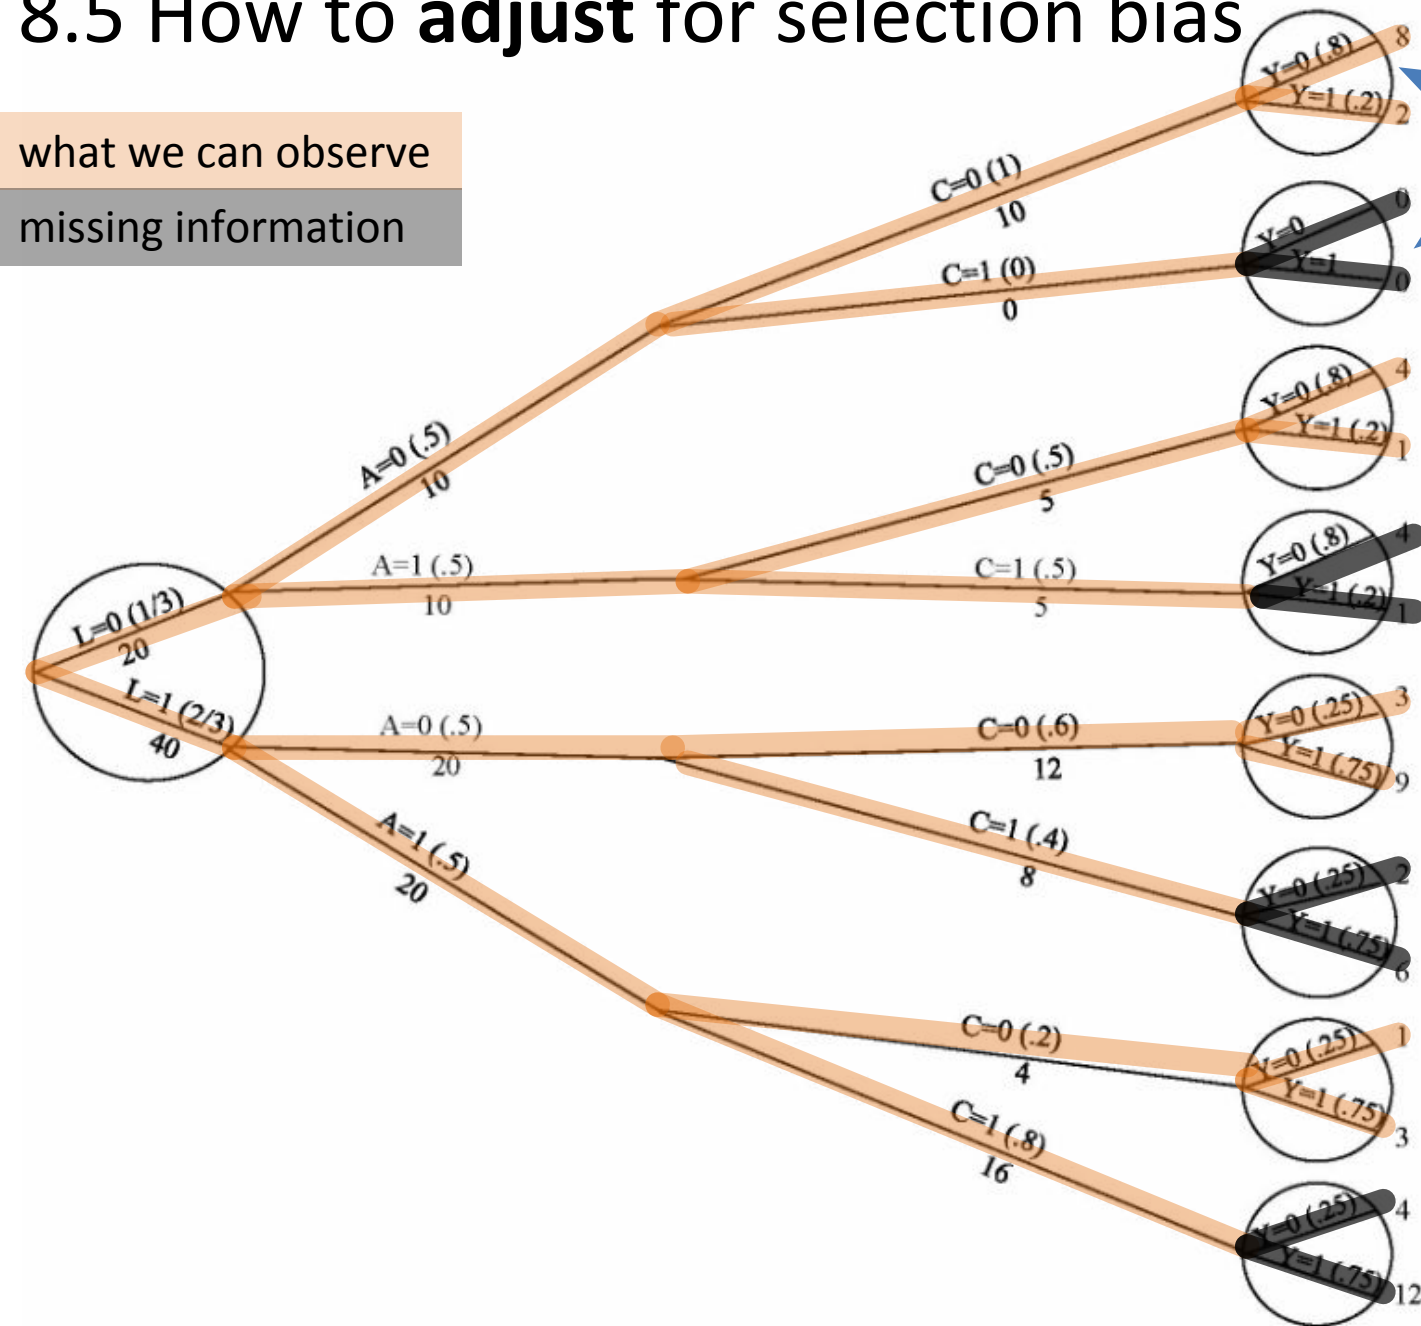 8.5 How to adjust for selection bias
what we can observe
missing information
L=0 (1/3)
20
L=1 (2/3)
40
A=0 (.5)
10
A=1 (.5)
10
A=0 (.5)
20
A=1 (.5)
20
C=0 (1)
10
C=1 (0)
0
C=0 (.5)
5
C=1 (.5)
5
C=0 (.6)
12
C=1 (.4)
8
C=0 (.2)
4
C=1 (.8)
16
Y=0 (.8) 8
Y=1 (.2) 2
Y=0 0
Y=1 0
Y=0 (.8) 4
Y=1 (.2) 1
Y=0 (.8) 4
Y=1 (.2) 1
Y=0 (.25) 3
Y=1 (.75) 9
Y=0 (.25) 2
Y=1 (.75) 6
Y=0 (.25) 1
Y=1 (.75) 3
Y=0 (.25) 4
Y=1 (.75) 12